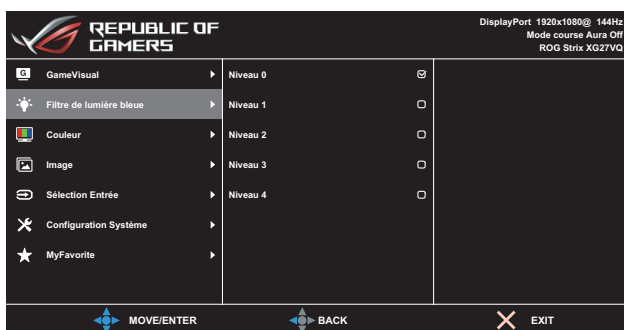 REPUBLIC OF
GAMERS
DisplayPort 1920x1080@ 144Hz
Mode course Aura Off
ROG Strix XG27VQ
G GameVisual
Filtre de lumière bleue
Couleur
Image
Sélection Entrée
Configuration Système
MyFavorite
Niveau 0
Niveau 1
Niveau 2
Niveau 3
Niveau 4
MOVE/ENTER
BACK
EXIT